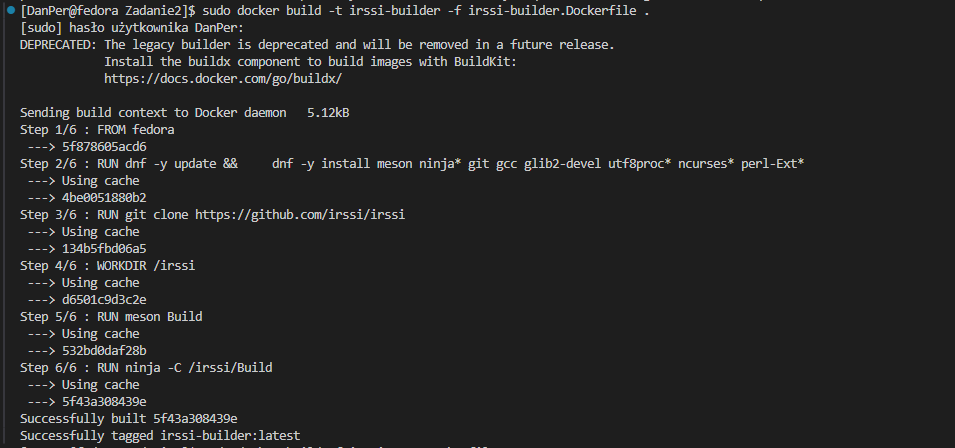 [DanPer@fedora Zadanie2]$ sudo docker build -t irssi-builder -f irssi-builder.Dockerfile .
[sudo] hasło użytkownika DanPer:
DEPRECATED: The legacy builder is deprecated and will be removed in a future release.
            Install the buildx component to build images with BuildKit:
            https://docs.docker.com/go/buildx/

Sending build context to Docker daemon   5.12kB
Step 1/6 : FROM fedora
 ---> 5f878605acd6
Step 2/6 : RUN dnf -y update &&     dnf -y install meson ninja* git gcc glib2-devel utf8proc* ncurses* perl-Ext*
 ---> Using cache
 ---> 4be0051880b2
Step 3/6 : RUN git clone https://github.com/irssi/irssi
 ---> Using cache
 ---> 134b5fbd06a5
Step 4/6 : WORKDIR /irssi
 ---> Using cache
 ---> d6501c9d3c2e
Step 5/6 : RUN meson Build
 ---> Using cache
 ---> 532bd0daf28b
Step 6/6 : RUN ninja -C /irssi/Build
 ---> Using cache
 ---> 5f43a308439e
Successfully built 5f43a308439e
Successfully tagged irssi-builder:latest